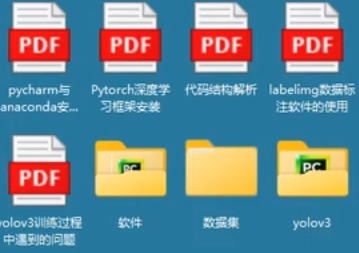 PDF
PDF
PDF
PDF
pycharm与
anaconda安...
Pytorch深度学
习框架安装
代码结构解析
labelimg数据标
注软件的使用
PDF
PC
PC
yolov3训练过程
中遇到的问题
软件
数据集
yolov3